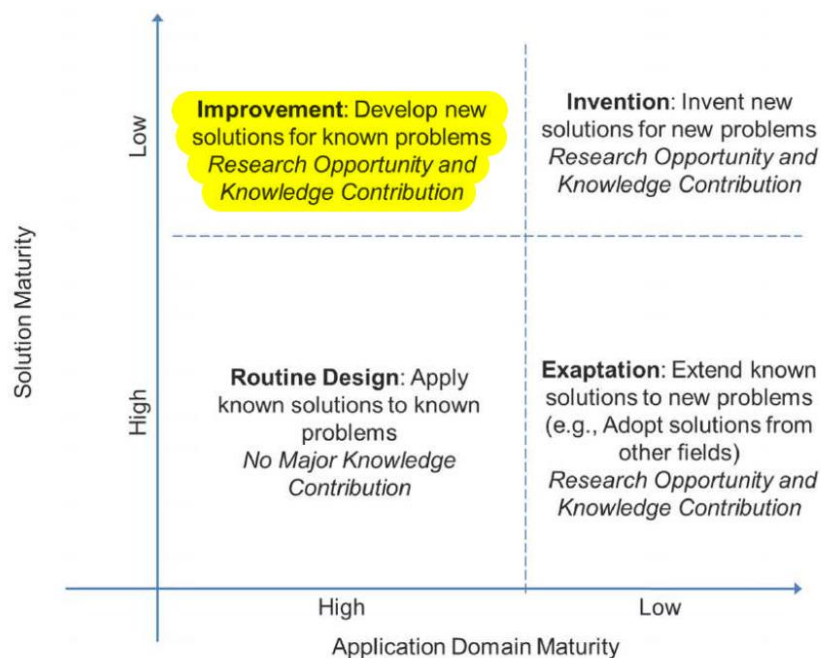 Improvement: Develop new
solutions for known problems
Research Opportunity and
Knowledge Contribution
Invention: Invent new
solutions for new problems
Research Opportunity and
Knowledge Contribution
Routine Design: Apply
known solutions to known
problems
No Major Knowledge
Contribution
Exaptation: Extend known
solutions to new problems
(e.g., Adopt solutions from
other fields)
Research Opportunity and
Knowledge Contribution
Solution Maturity
Low
High
High
Low
Application Domain Maturity